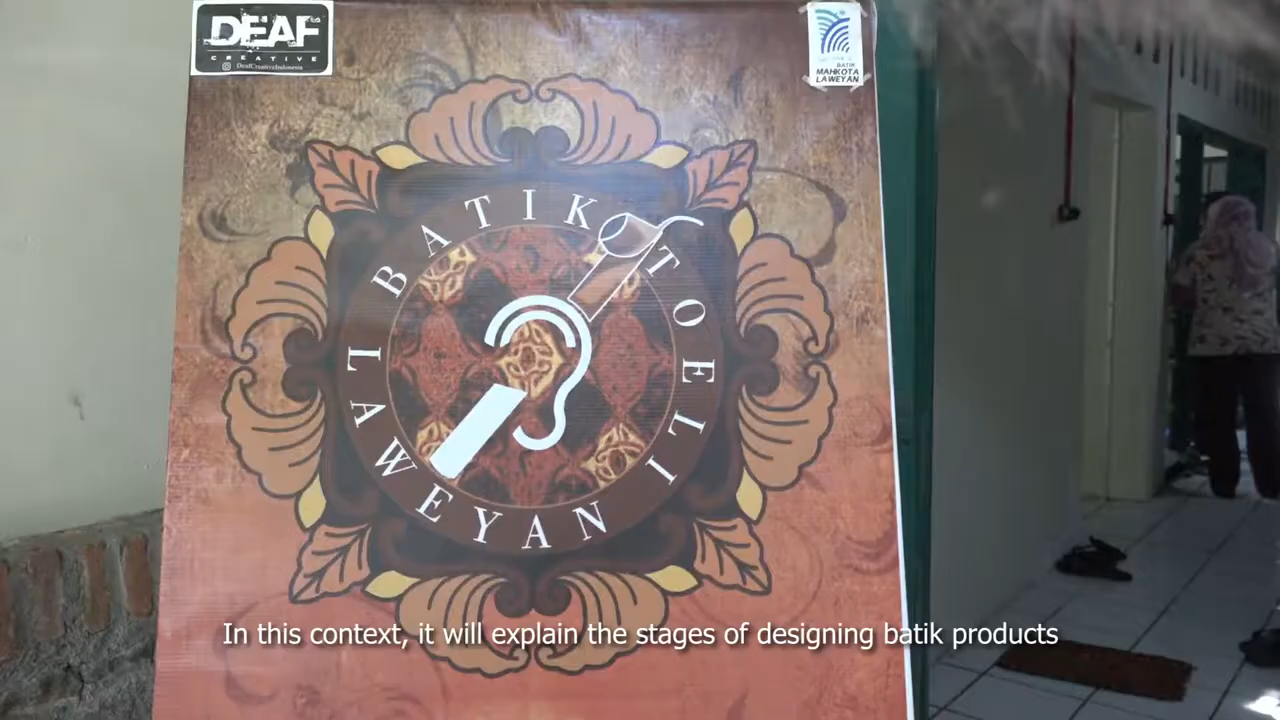 DEAF
CREATIVE
DeafCreativeIndonesia
BATIK
MAHKOTA
LAWEYAN
BATIK TOELI
LAWEYAN
In this context, it will explain the stages of designing batik products